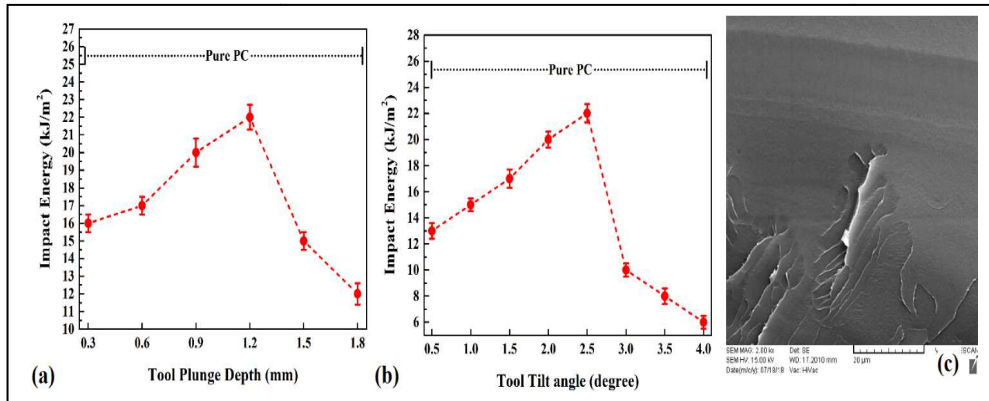 27
26
25
24
23
22
21
20
19
18
17
16
15
14
13
12
11
10
Impact Energy (kJ/m²)
Pure PC
0.3 0.6 0.9 1.2 1.5 1.8
Tool Plunge Depth (mm)
(a)
28
26
24
22
20
18
16
14
12
10
8
6
Impact Energy (kJ/m²)
Pure PC
0.5 1.0 1.5 2.0 2.5 3.0 3.5 4.0
Tool Tilt angle (degree)
(b)
SEM MAG: 2.00 kx Det: SE
SEM HV: 15.00 kV WD: 17.2010 mm
Date(m/d/y): 07/18/18 Vac: HiVac
20 µm
(c)